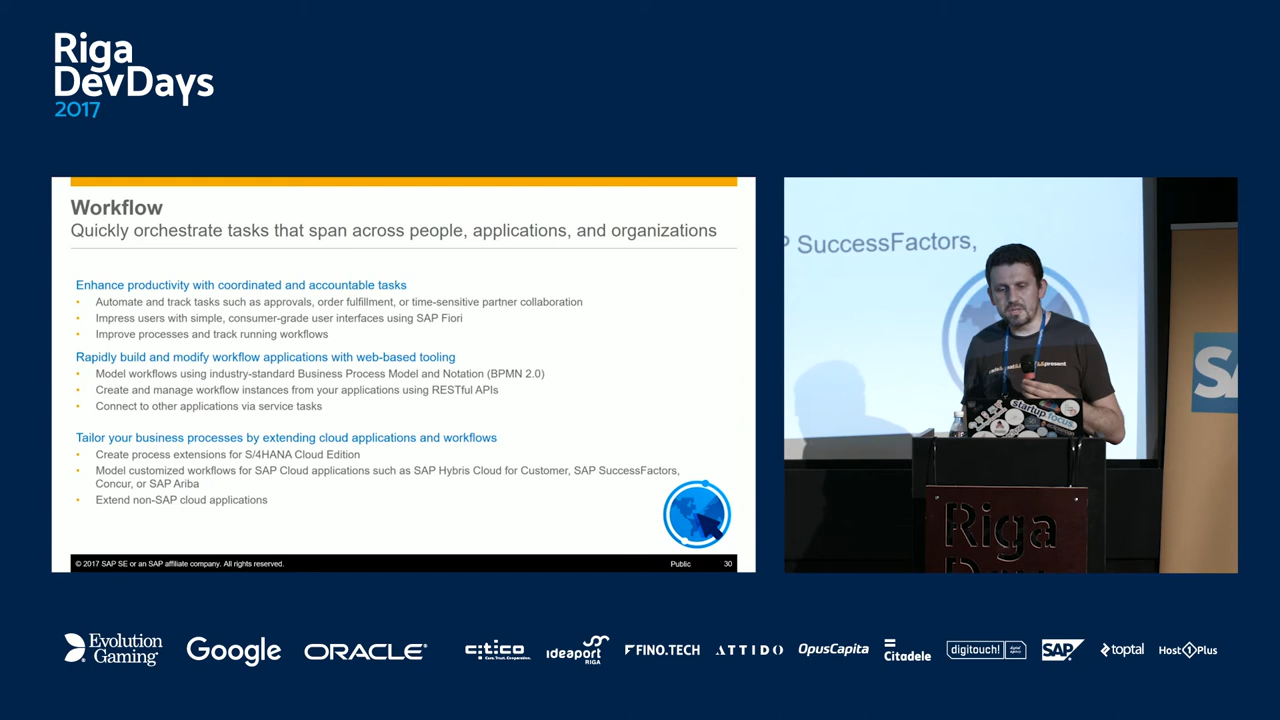 Riga
DevDays
2017
Workflow
Quickly orchestrate tasks that span across people, applications, and organizations
Enhance productivity with coordinated and accountable tasks
• Automate and track tasks such as approvals, order fulfillment, or time-sensitive partner collaboration
• Impress users with simple, consumer-grade user interfaces using SAP Fiori
• Improve processes and track running workflows
Rapidly build and modify workflow applications with web-based tooling
• Model workflows using industry-standard Business Process Model and Notation (BPMN 2.0)
• Create and manage workflow instances from your applications using RESTful APIs
• Connect to other applications via service tasks
Tailor your business processes by extending cloud applications and workflows
• Create process extensions for S/4HANA Cloud Edition
• Model customized workflows for SAP Cloud applications such as SAP Hybris Cloud for Customer, SAP SuccessFactors,
Concur, or SAP Ariba
• Extend non-SAP cloud applications
© 2017 SAP SE or an SAP affiliate company. All rights reserved.
Public
30
P SuccessFactors,
startup focus
Riga
Evolution
Gaming
Google
ORACLE
citico
ideaport
RIGA
FINO.TECH
ATTIDO
OpusCapita
Citadele
digitouch!
SAP
toptal
Host1Plus